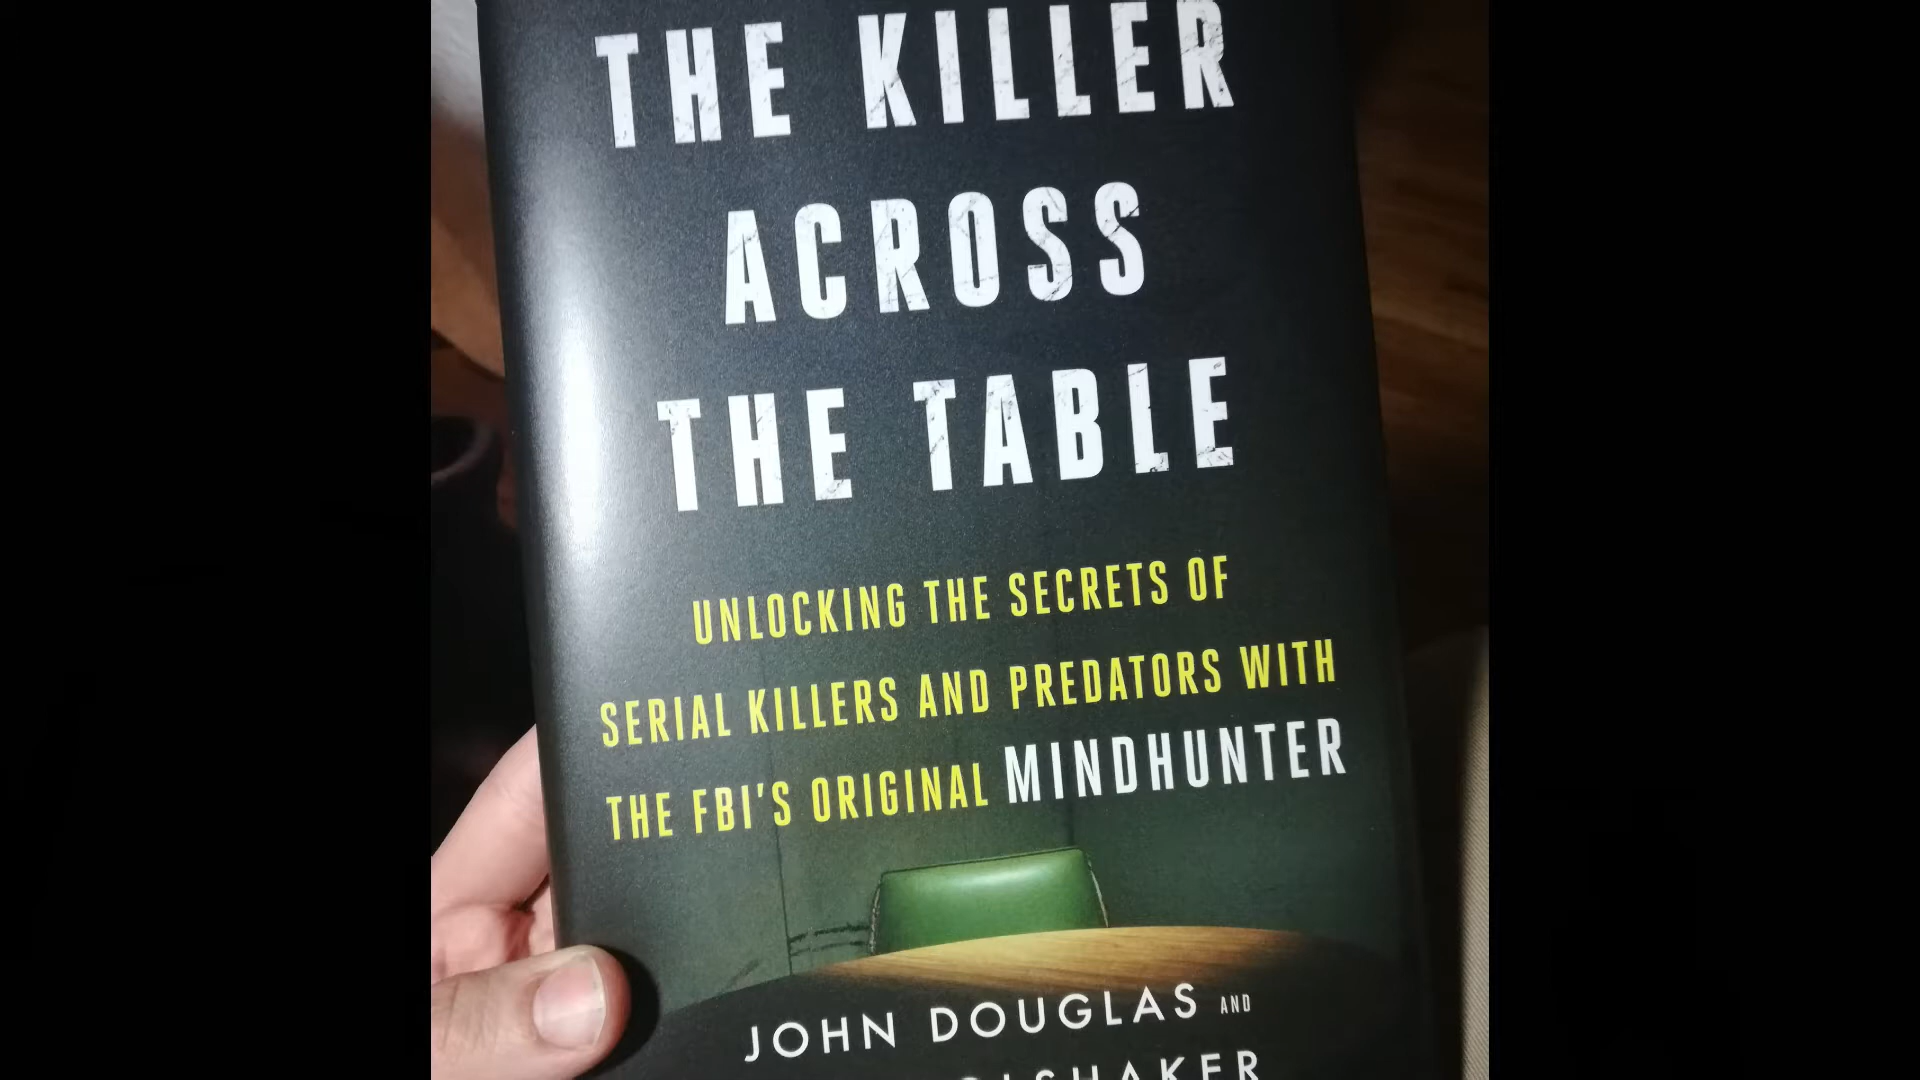 THE KILLER
ACROSS
THE TABLE
UNLOCKING THE SECRETS OF
SERIAL KILLERS AND PREDATORS WITH
THE FBI'S ORIGINAL MINDHUNTER
JOHN DOUGLAS AND